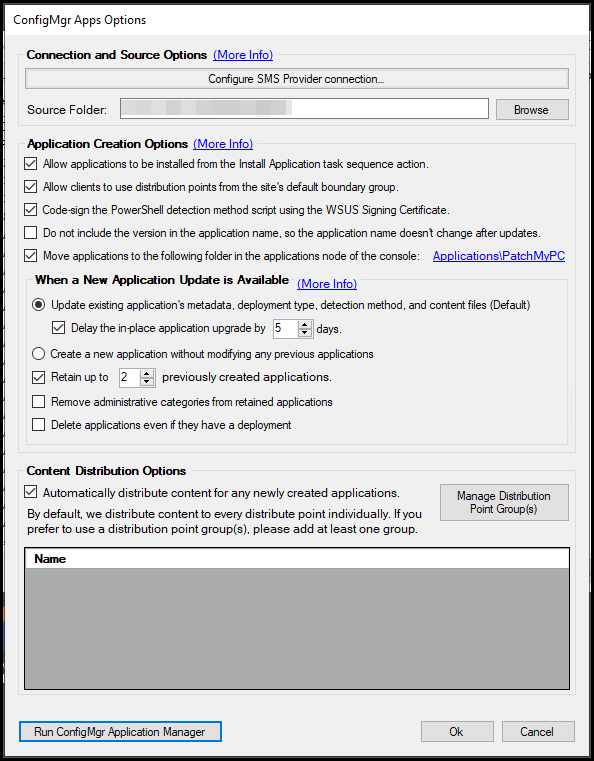 ConfigMgr Apps Options
Connection and Source Options (More Info)
Configure SMS Provider connection...
Source Folder:
Browse
Application Creation Options (More Info)
Allow applications to be installed from the Install Application task sequence action.
Allow clients to use distribution points from the site's default boundary group.
Code-sign the PowerShell detection method script using the WSUS Signing Certificate.
Do not include the version in the application name, so the application name doesn't change after updates.
Move applications to the following folder in the applications node of the console: Applications\PatchMyPC
When a New Application Update is Available (More Info)
Update existing application's metadata, deployment type, detection method, and content files (Default)
Delay the in-place application upgrade by 5 days.
Create a new application without modifying any previous applications
Retain up to 2 previously created applications.
Remove administrative categories from retained applications
Delete applications even if they have a deployment
Content Distribution Options
Automatically distribute content for any newly created applications.
By default, we distribute content to every distribute point individually. If you
prefer to use a distribution point group(s), please add at least one group.
Manage Distribution
Point Group(s)
Name
Run ConfigMgr Application Manager
Ok
Cancel